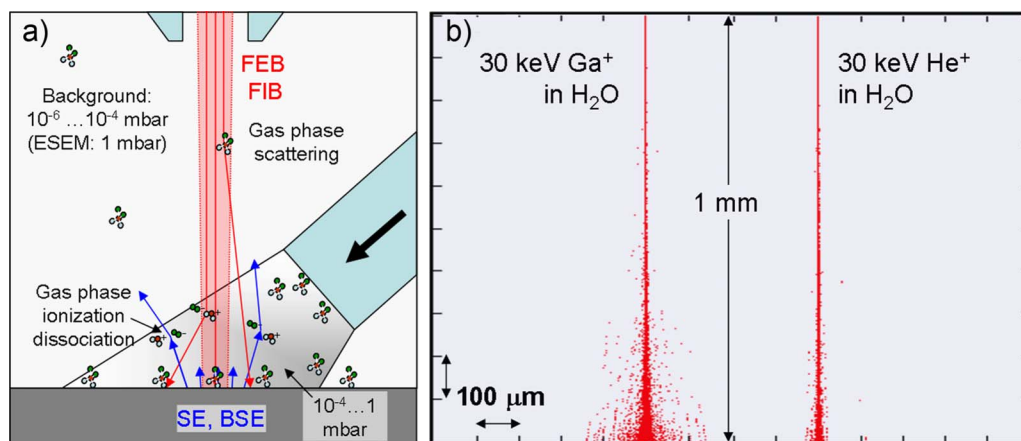 a)
FEB
FIB
Background:
10⁻⁶ ...10⁻⁴ mbar
(ESEM: 1 mbar)
Gas phase
scattering
Gas phase
ionization
dissociation
+
-
-
+
+
SE, BSE
10⁻⁴...1
mbar
b)
30 keV Ga⁺
in H₂O
30 keV He⁺
in H₂O
1 mm
100 μm